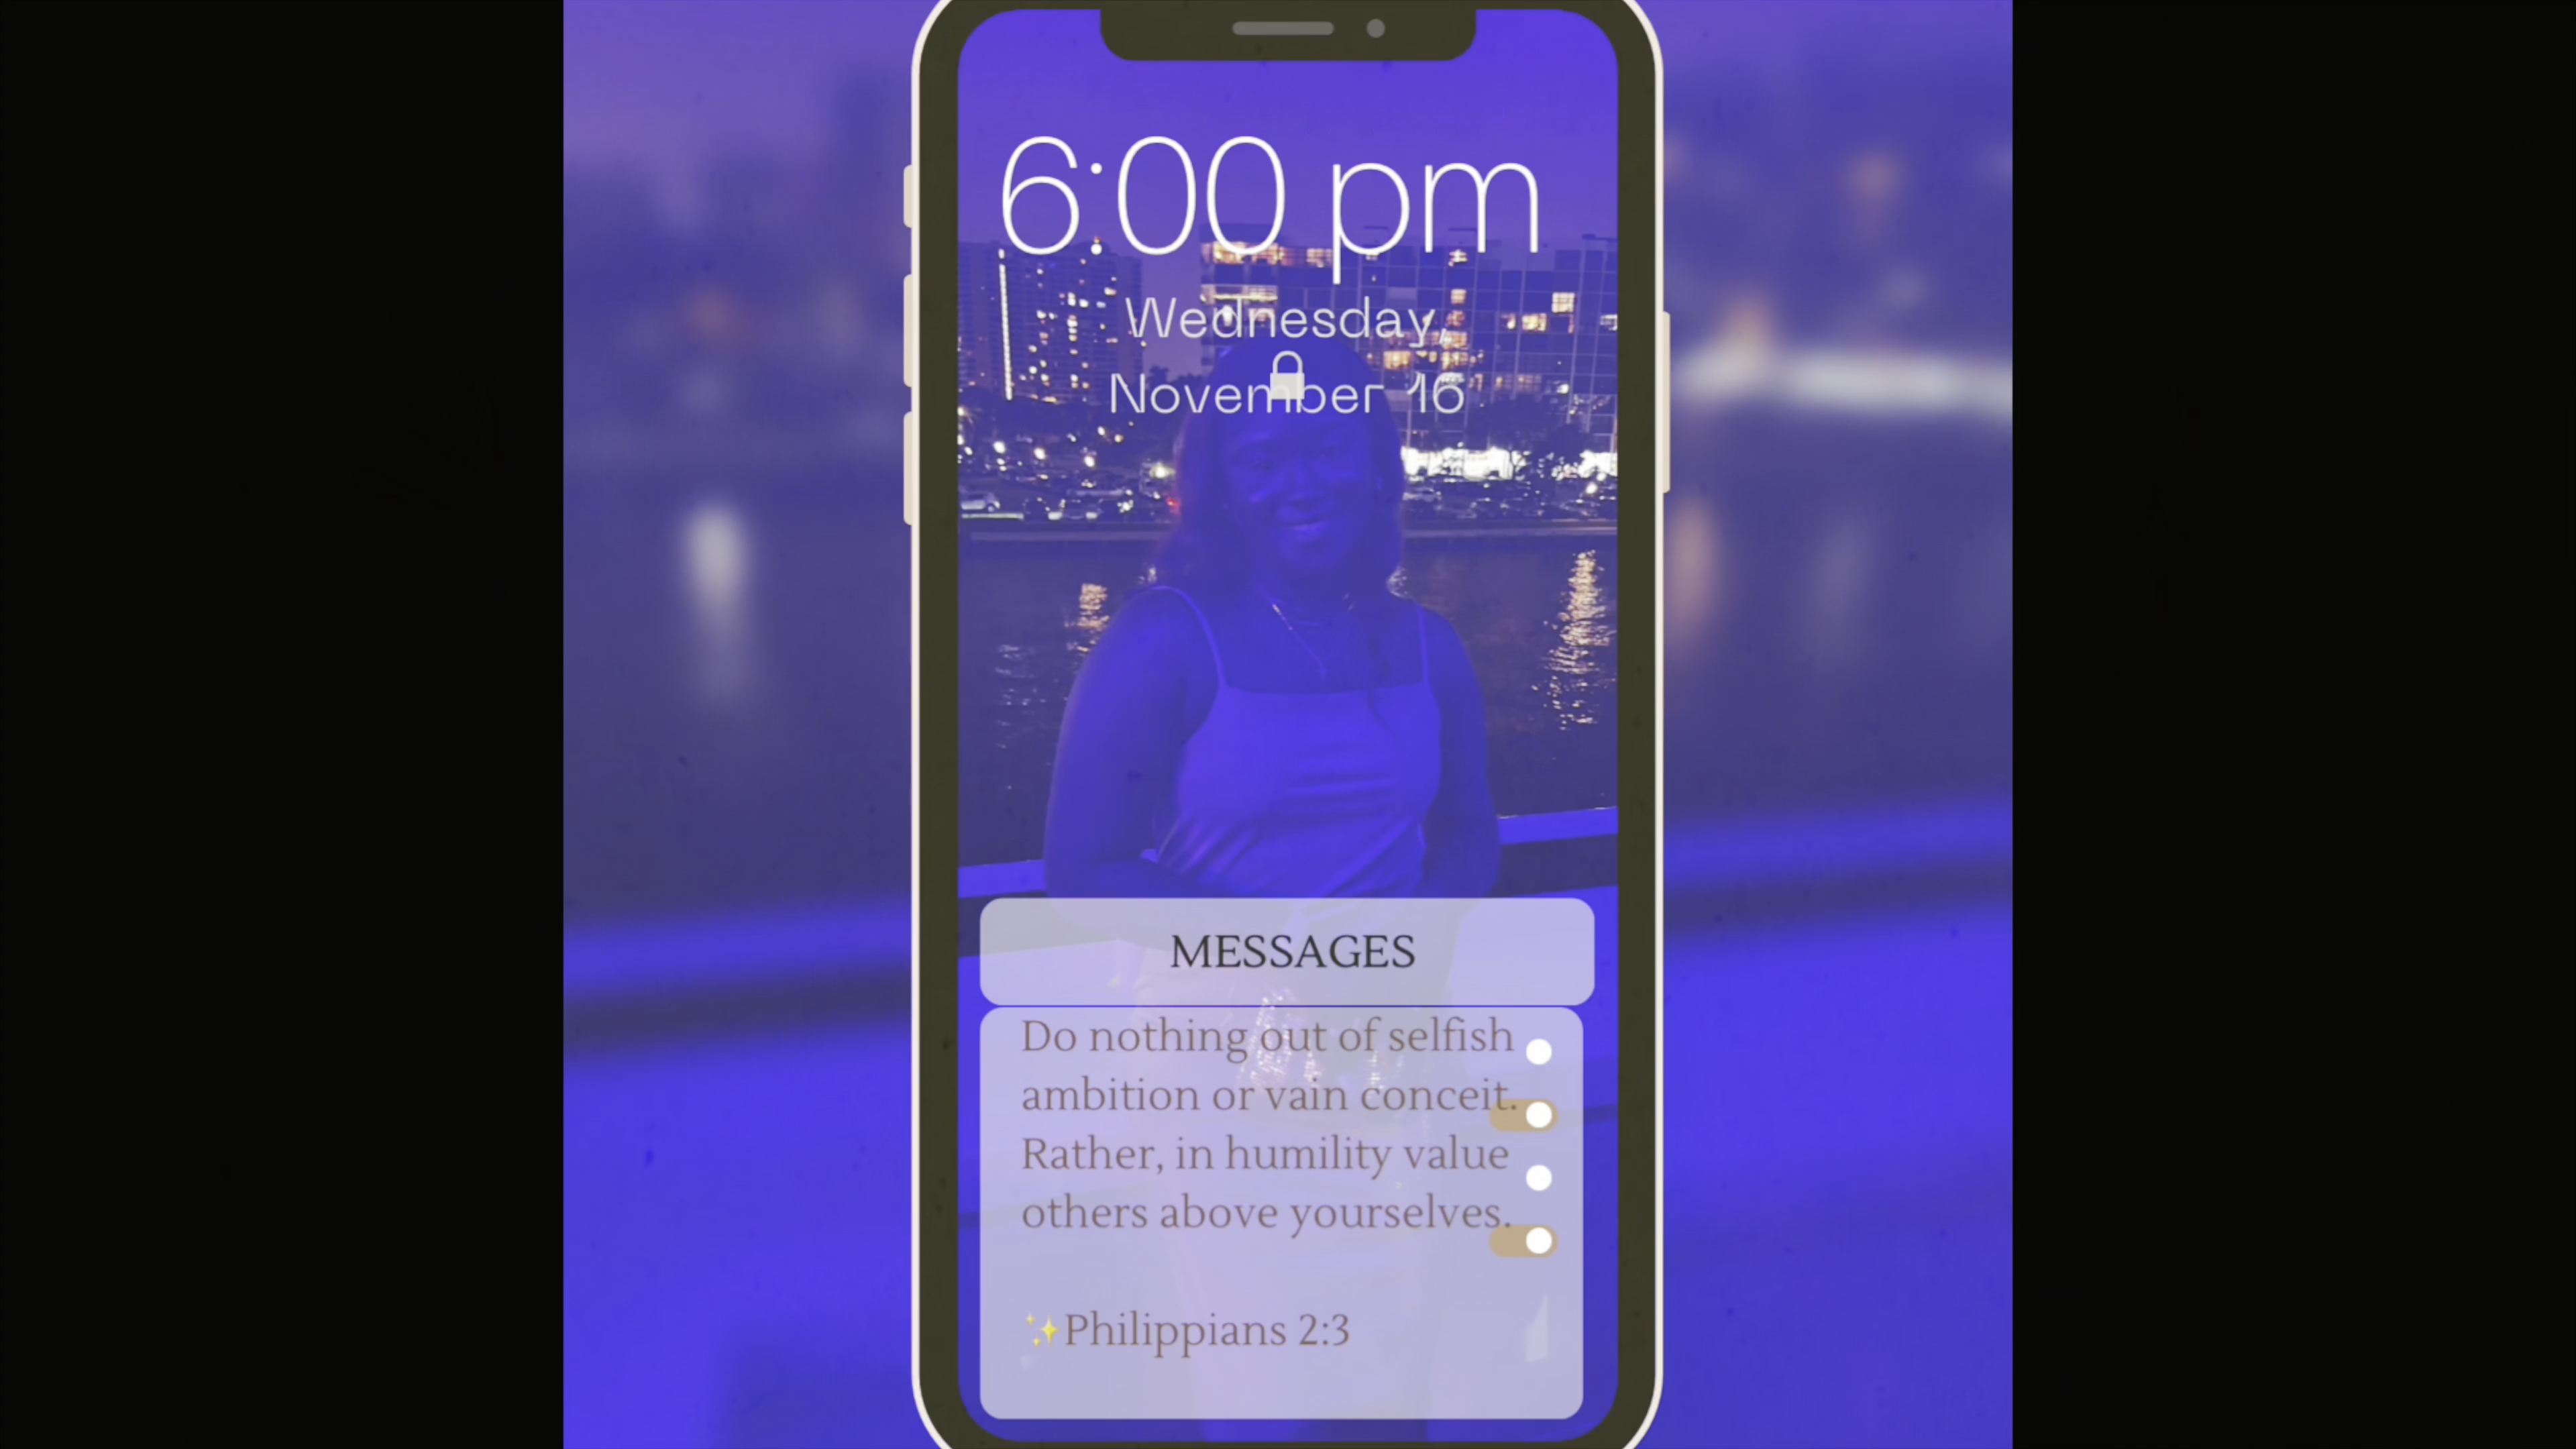 6:00 pm
Wednesday,
November 16
MESSAGES
Do nothing out of selfish
ambition or vain conceit.
Rather, in humility value
others above yourselves.
✨Philippians 2:3